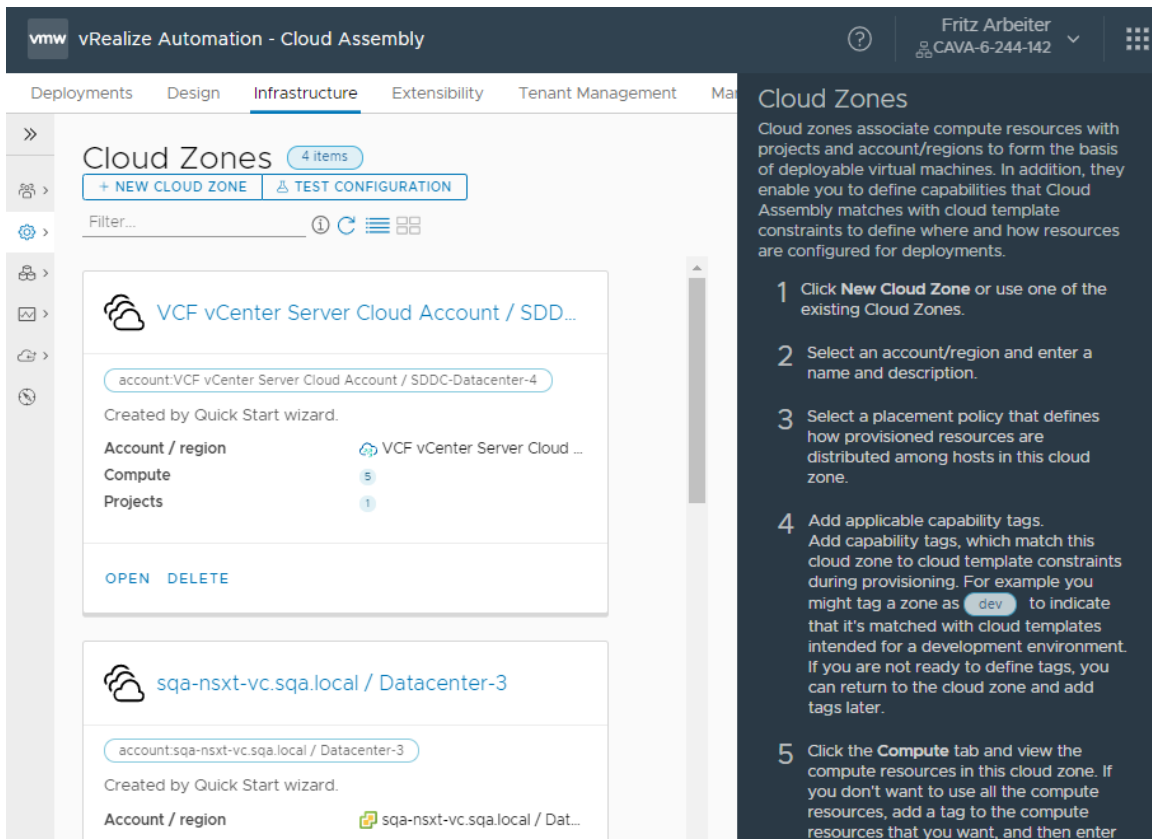 vmw vRealize Automation - Cloud Assembly
Fritz Arbeiter
CAVA-6-244-142
Deployments Design Infrastructure Extensibility Tenant Management Mar
Cloud Zones 4 items
+ NEW CLOUD ZONE TEST CONFIGURATION
Filter...
VCF vCenter Server Cloud Account / SDD...
account:VCF vCenter Server Cloud Account / SDDC-Datacenter-4
Created by Quick Start wizard.
Account / region VCF vCenter Server Cloud ...
Compute 5
Projects 1
OPEN DELETE
sqa-nsxt-vc.sqa.local / Datacenter-3
account:sqa-nsxt-vc.sqa.local / Datacenter-3
Created by Quick Start wizard.
Account / region sqa-nsxt-vc.sqa.local / Dat...
Cloud Zones
Cloud zones associate compute resources with
projects and account/regions to form the basis
of deployable virtual machines. In addition, they
enable you to define capabilities that Cloud
Assembly matches with cloud template
constraints to define where and how resources
are configured for deployments.
1 Click New Cloud Zone or use one of the
existing Cloud Zones.
2 Select an account/region and enter a
name and description.
3 Select a placement policy that defines
how provisioned resources are
distributed among hosts in this cloud
zone.
4 Add applicable capability tags.
Add capability tags, which match this
cloud zone to cloud template constraints
during provisioning. For example you
might tag a zone as dev to indicate
that it's matched with cloud templates
intended for a development environment.
If you are not ready to define tags, you
can return to the cloud zone and add
tags later.
5 Click the Compute tab and view the
compute resources in this cloud zone. If
you don't want to use all the compute
resources, add a tag to the compute
resources that you want, and then enter